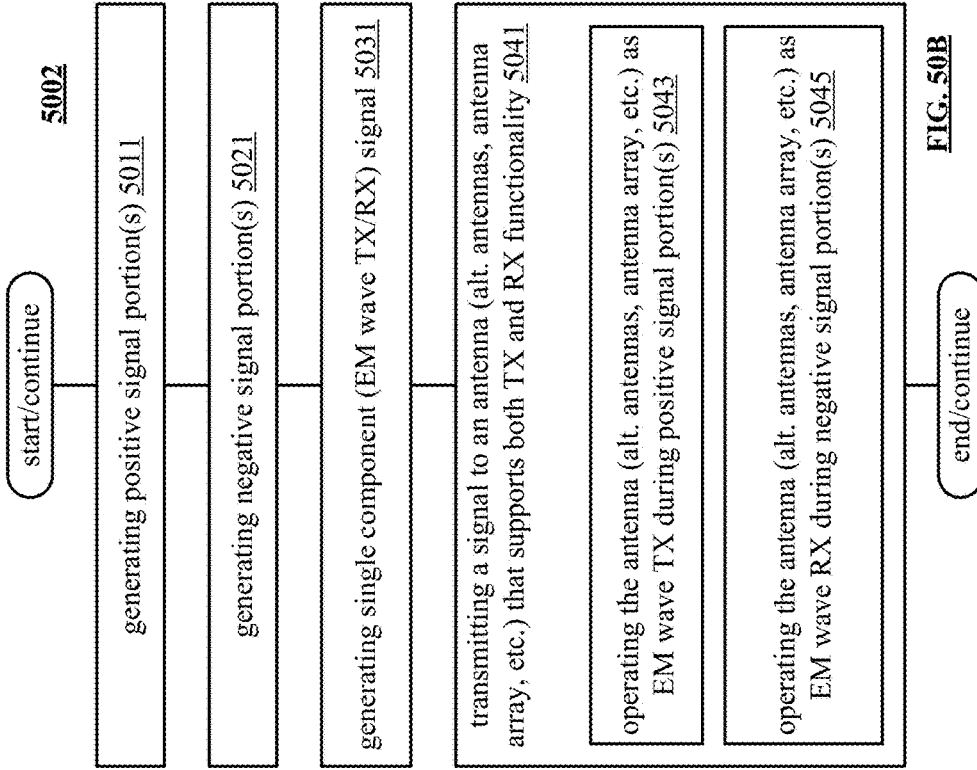 5002
start/continue
generating positive signal portion(s) 5011
generating negative signal portion(s) 5021
generating single component (EM wave TX/RX) signal 5031
transmitting a signal to an antenna (alt. antennas, antenna
array, etc.) that supports both TX and RX functionality 5041
operating the antenna (alt. antennas, antenna array, etc.) as
EM wave TX during positive signal portion(s) 5043
operating the antenna (alt. antennas, antenna array, etc.) as
EM wave RX during negative signal portion(s) 5045
end/continue
FIG. 50B